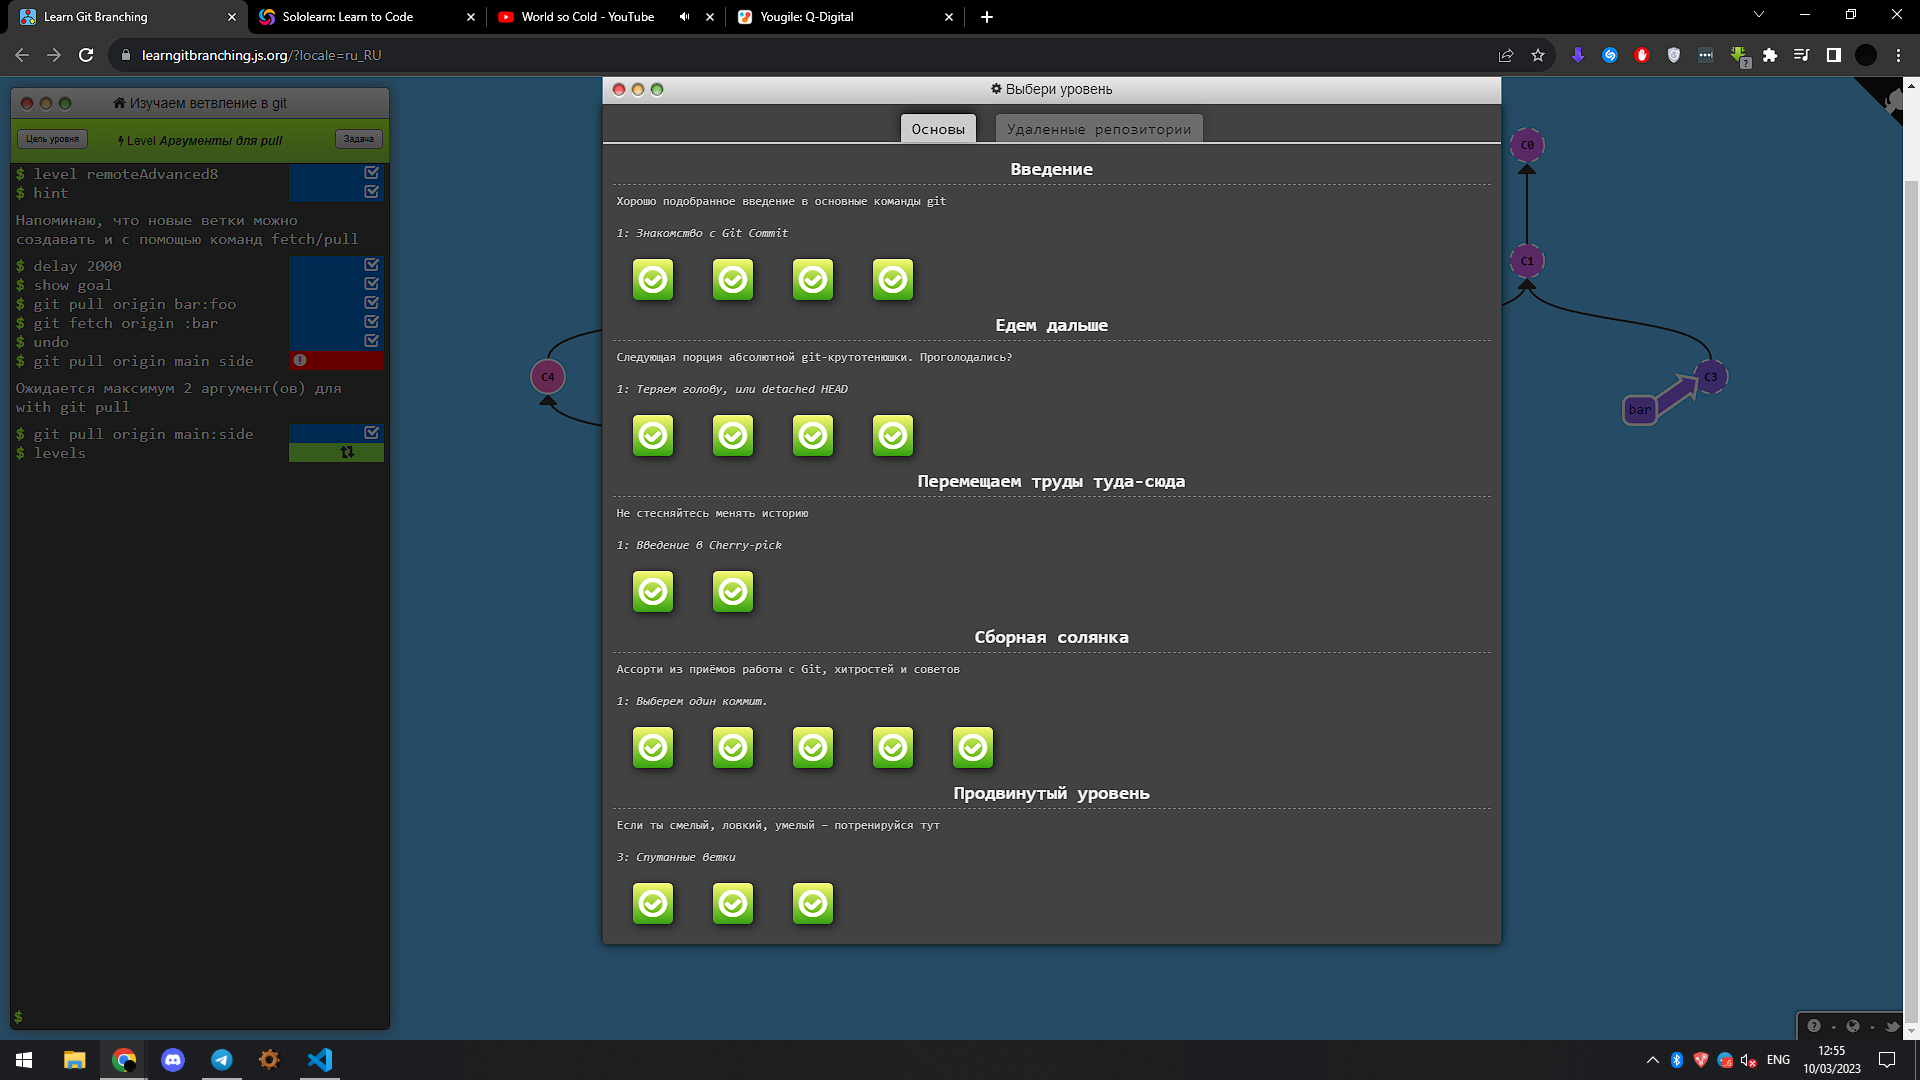 Learn Git Branching
Sololearn: Learn to Code
World so Cold - YouTube
Yougile: Q-Digital
learngitbranching.js.org/?locale=ru_RU
Изучаем ветвление в git
Цель уровня
Level Аргументы для pull
Задача
$ level remoteAdvanced8
$ hint
Напоминаю, что новые ветки можно
создавать и с помощью команд fetch/pull
$ delay 2000
$ show goal
$ git pull origin bar:foo
$ git fetch origin :bar
$ undo
$ git pull origin main side
Ожидается максимум 2 аргумент(ов) для
with git pull
$ git pull origin main:side
$ levels
$
Выбери уровень
Основы
Удаленные репозитории
Введение
Хорошо подобранное введение в основные команды git
1: Знакомство с Git Commit
Едем дальше
Следующая порция абсолютной git-крутотенюшки. Проголодались?
1: Теряем голову, или detached HEAD
Перемещаем труды туда-сюда
Не стесняйтесь менять историю
1: Введение в Cherry-pick
Сборная солянка
Ассорти из приёмов работы с Git, хитростей и советов
1: Выберем один коммит.
Продвинутый уровень
Если ты смелый, ловкий, умелый – потренируйся тут
3: Спутанные ветки
C0
C1
C4
C3
bar
ENG
12:55
10/03/2023